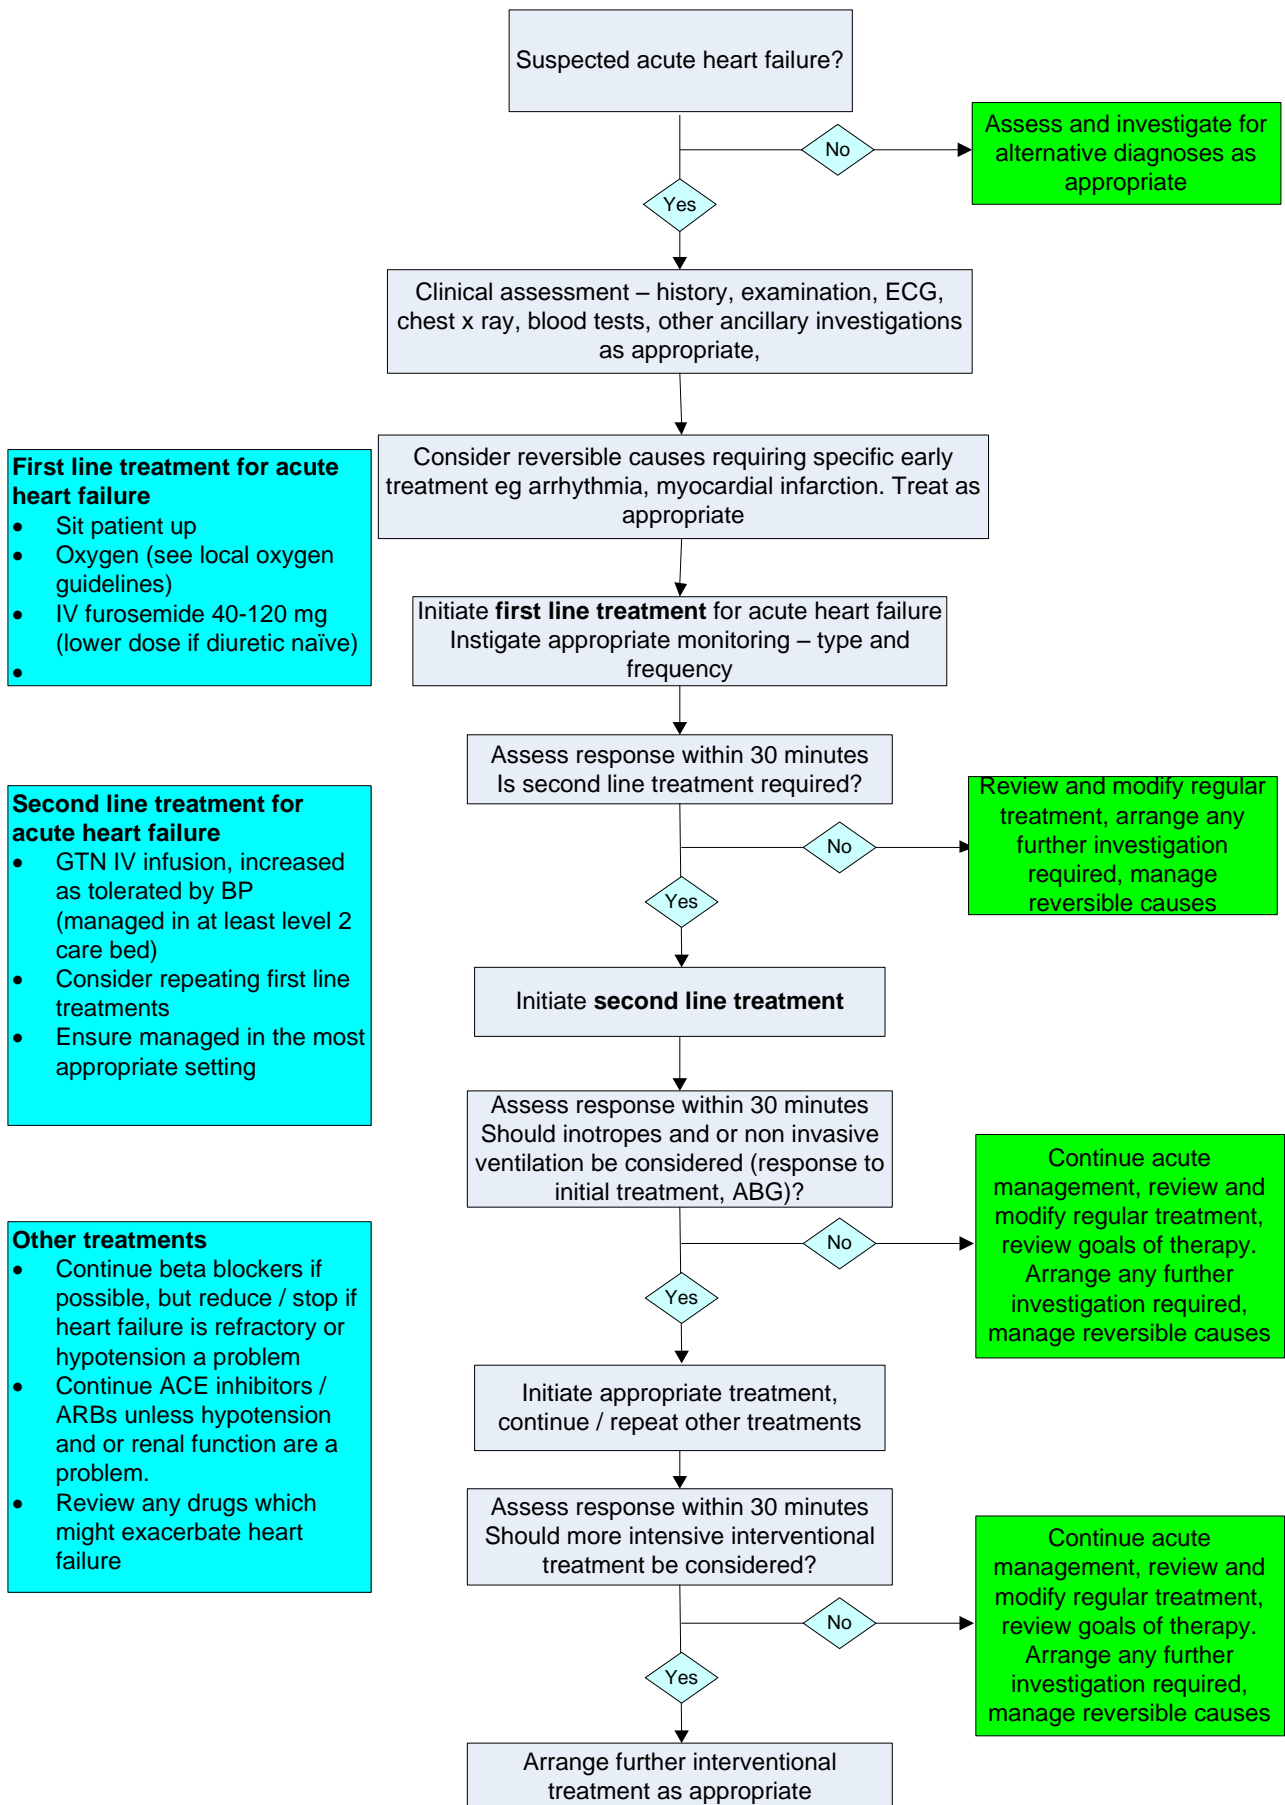 Suspected acute heart failure?
No
Assess and investigate for
alternative diagnoses as
appropriate
Yes
Clinical assessment – history, examination, ECG,
chest x ray, blood tests, other ancillary investigations
as appropriate,
Consider reversible causes requiring specific early
treatment eg arrhythmia, myocardial infarction. Treat as
appropriate
First line treatment for acute
heart failure
• Sit patient up
• Oxygen (see local oxygen
guidelines)
• IV furosemide 40-120 mg
(lower dose if diuretic naïve)
•
Initiate first line treatment for acute heart failure
Instigate appropriate monitoring – type and
frequency
Assess response within 30 minutes
Is second line treatment required?
No
Review and modify regular
treatment, arrange any
further investigation
required, manage
reversible causes
Yes
Second line treatment for
acute heart failure
• GTN IV infusion, increased
as tolerated by BP
(managed in at least level 2
care bed)
• Consider repeating first line
treatments
• Ensure managed in the most
appropriate setting
Initiate second line treatment
Assess response within 30 minutes
Should inotropes and or non invasive
ventilation be considered (response to
initial treatment, ABG)?
No
Continue acute
management, review and
modify regular treatment,
review goals of therapy.
Arrange any further
investigation required,
manage reversible causes
Yes
Other treatments
• Continue beta blockers if
possible, but reduce / stop if
heart failure is refractory or
hypotension a problem
• Continue ACE inhibitors /
ARBs unless hypotension
and or renal function are a
problem.
• Review any drugs which
might exacerbate heart
failure
Initiate appropriate treatment,
continue / repeat other treatments
Assess response within 30 minutes
Should more intensive interventional
treatment be considered?
No
Continue acute
management, review and
modify regular treatment,
review goals of therapy.
Arrange any further
investigation required,
manage reversible causes
Yes
Arrange further interventional
treatment as appropriate